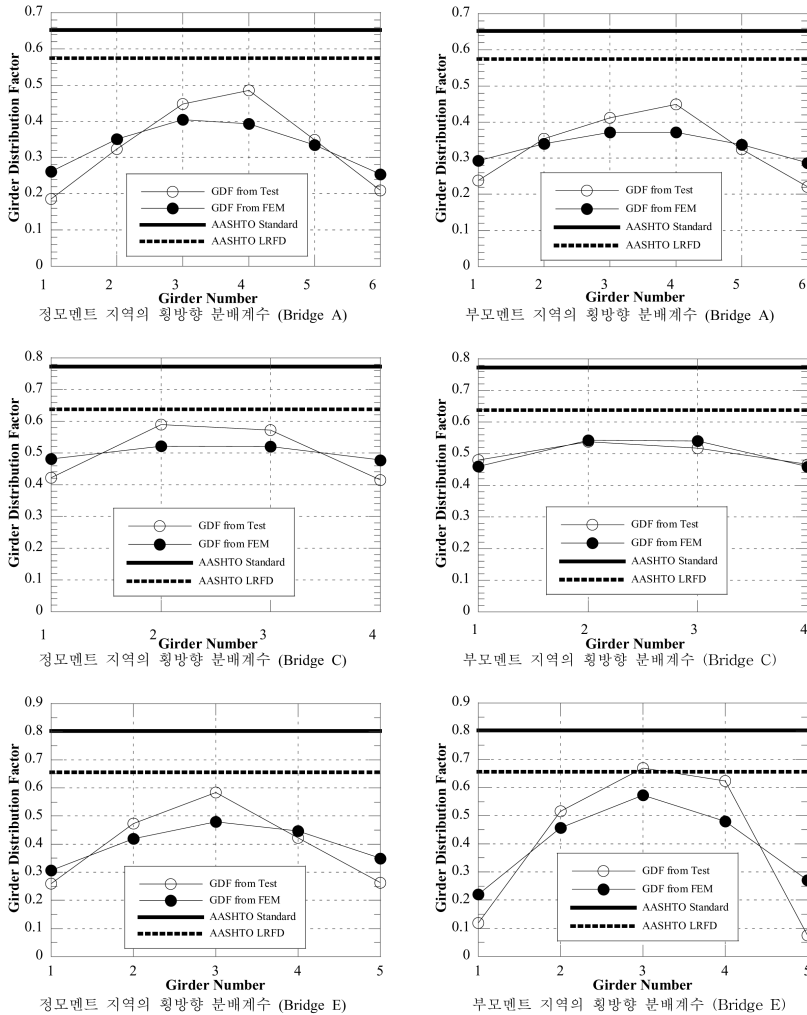 Girder Distribution Factor
0.7
0.6
0.5
0.4
0.3
0.2
0.1
0
GDF from Test
GDF From FEM
AASHTO Standard
AASHTO LRFD
1 2 3 4 5 6
Girder Number
정모멘트 지역의 횡방향 분배계수 (Bridge A)
Girder Distribution Factor
0.7
0.6
0.5
0.4
0.3
0.2
0.1
0
GDF from Test
GDF from FEM
AASHTO Standard
AASHTO LRFD
1 2 3 4 5 6
Girder Number
부모멘트 지역의 횡방향 분배계수 (Bridge A)
Girder Distribution Factor
0.8
0.7
0.6
0.5
0.4
0.3
0.2
0.1
0
GDF from Test
GDF from FEM
AASHTO Standard
AASHTO LRFD
1 2 3 4
Girder Number
정모멘트 지역의 횡방향 분배계수 (Bridge C)
Girder Distribution Factor
0.8
0.7
0.6
0.5
0.4
0.3
0.2
0.1
0
GDF from Test
GDF from FEM
AASHTO Standard
AASHTO LRFD
1 2 3 4
Girder Number
부모멘트 지역의 횡방향 분배계수 (Bridge C)
Girder Distribution Factor
0.9
0.8
0.7
0.6
0.5
0.4
0.3
0.2
0.1
0
GDF from Test
GDF from FEM
AASHTO Standard
AASHTO LRFD
1 2 3 4 5
Girder Number
정모멘트 지역의 횡방향 분배계수 (Bridge E)
Girder Distribution Factor
0.9
0.8
0.7
0.6
0.5
0.4
0.3
0.2
0.1
0
GDF from Test
GDF from FEM
AASHTO Standard
AASHTO LRFD
1 2 3 4 5
Girder Number
부모멘트 지역의 횡방향 분배계수 (Bridge E)